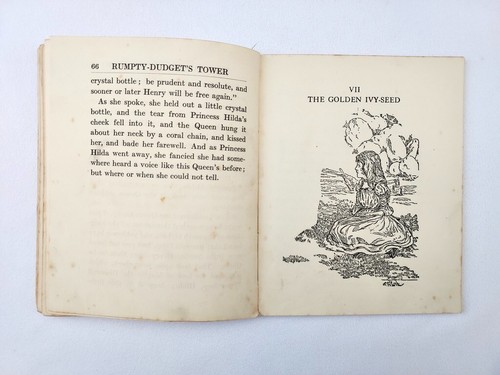 66 RUMPTY-DUDGET'S TOWER
crystal bottle; be prudent and resolute, and
sooner or later Henry will be free again."
As she spoke, she held out a little crystal
bottle, and the tear from Princess Hilda's
cheek fell into it, and the Queen hung it
about her neck by a coral chain, and kissed
her, and bade her farewell. And as Princess
Hilda went away, she fancied she had some-
where heard a voice like this Queen's before;
but where or when she could not tell.
VII
THE GOLDEN IVY-SEED